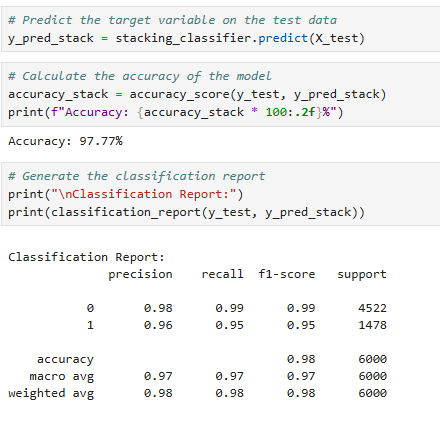 # Predict the target variable on the test data
y_pred_stack = stacking_classifier.predict(X_test)
# Calculate the accuracy of the model
accuracy_stack = accuracy_score(y_test, y_pred_stack)
print(f"Accuracy: {accuracy_stack * 100:.2f}%")
Accuracy: 97.77%
# Generate the classification report
print("\nClassification Report:")
print(classification_report(y_test, y_pred_stack))
Classification Report:
precision recall f1-score support
0 0.98 0.99 0.99 4522
1 0.96 0.95 0.95 1478
accuracy 0.98 6000
macro avg 0.97 0.97 0.97 6000
weighted avg 0.98 0.98 0.98 6000